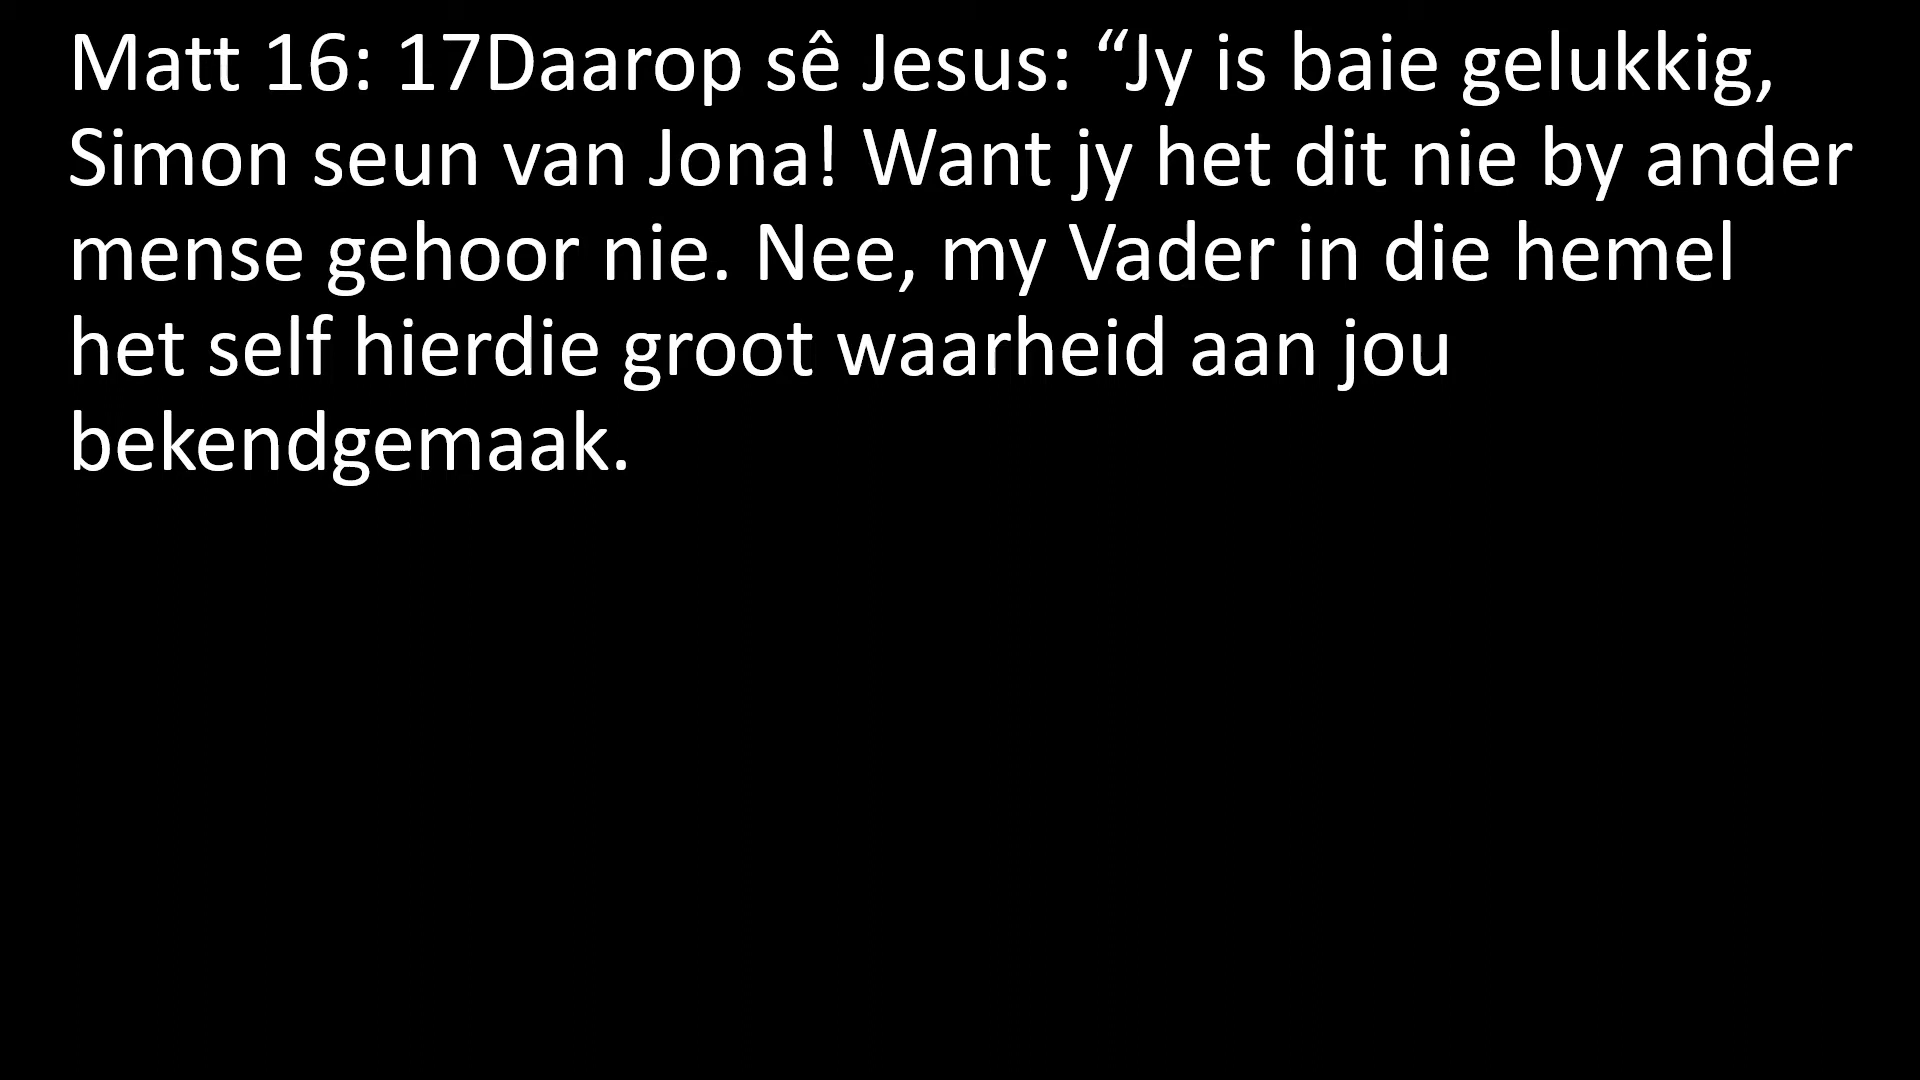 Matt 16: 17Daarop sê Jesus: “Jy is baie gelukkig,
Simon seun van Jona! Want jy het dit nie by ander
mense gehoor nie. Nee, my Vader in die hemel
het self hierdie groot waarheid aan jou
bekendgemaak.